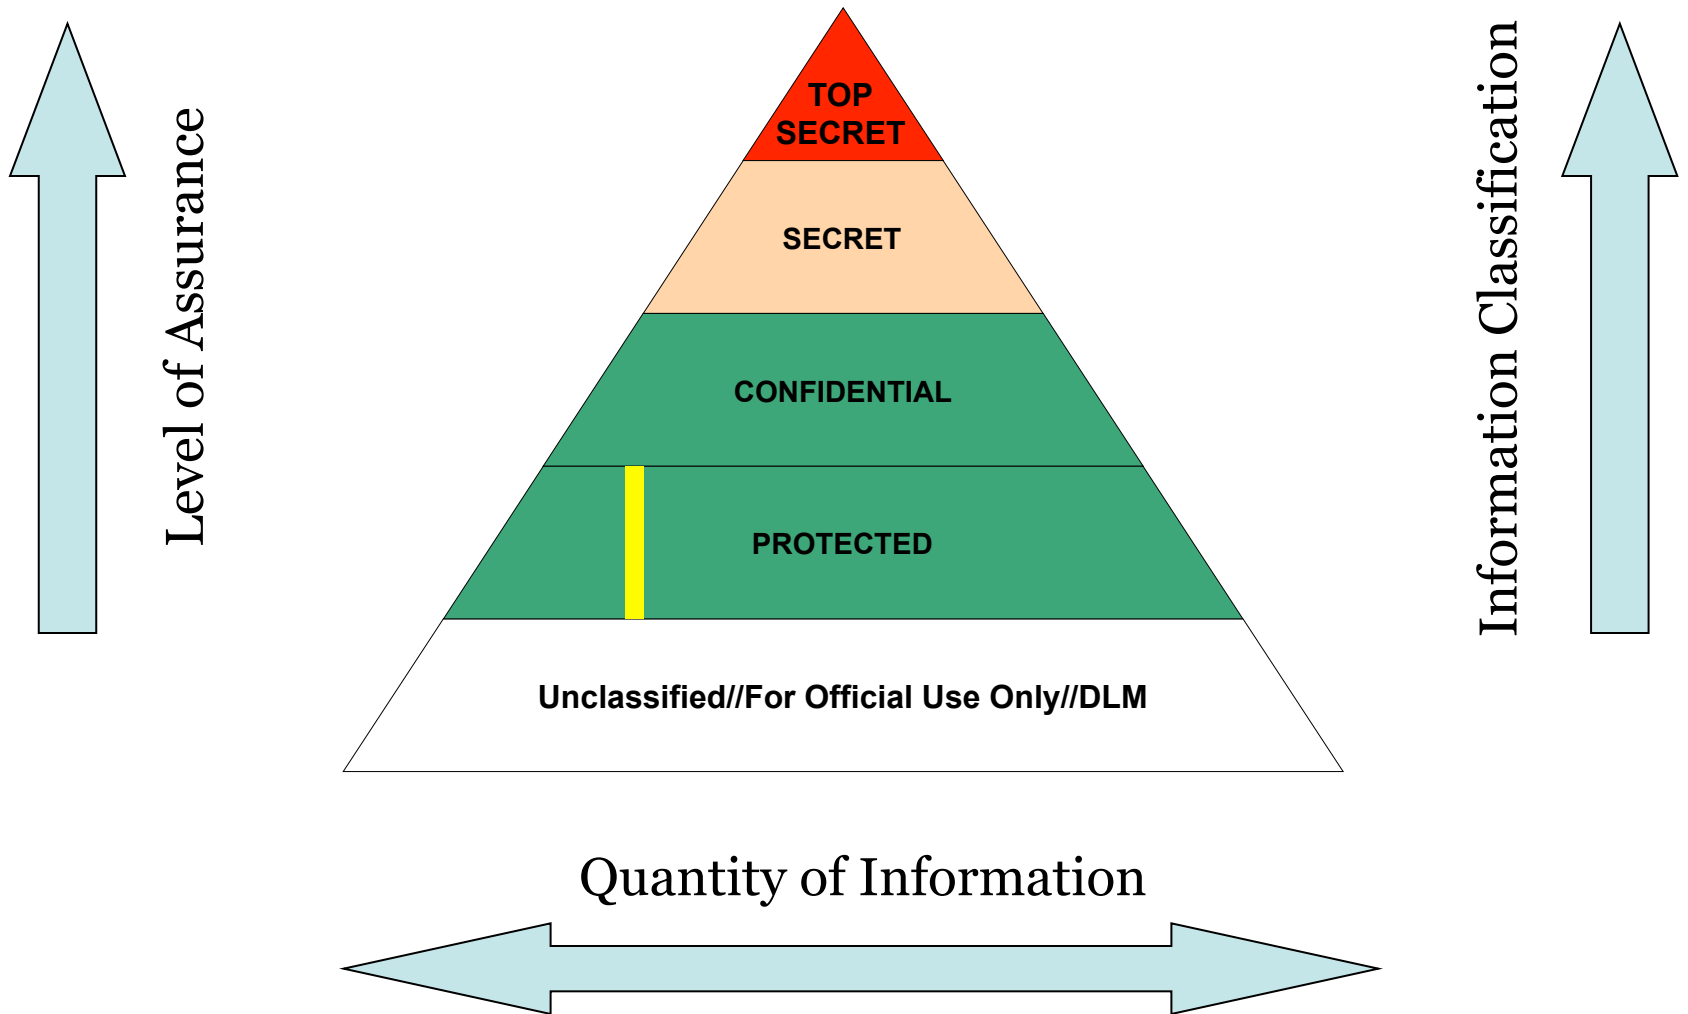 TOP
SECRET
SECRET
CONFIDENTIAL
PROTECTED
Unclassified//For Official Use Only//DLM
Level of Assurance
Information Classification
Quantity of Information